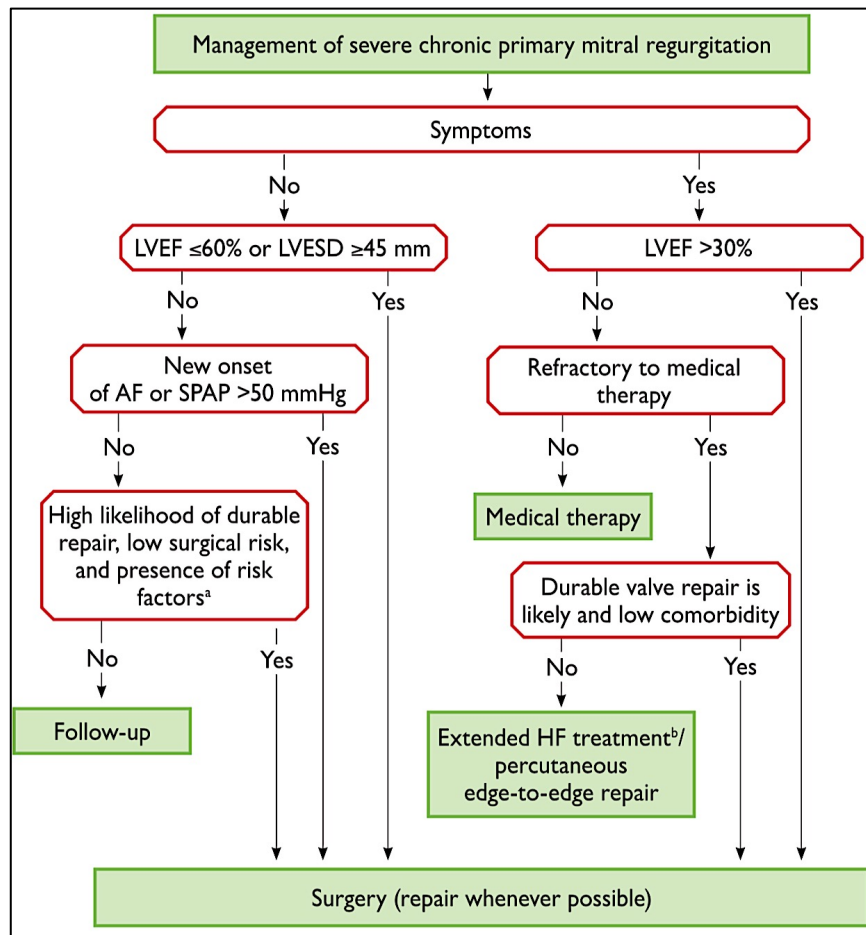 Management of severe chronic primary mitral regurgitation
Symptoms
No
Yes
LVEF ≤60% or LVESD ≥45 mm
LVEF >30%
No
Yes
No
Yes
New onset
of AF or SPAP >50 mmHg
Refractory to medical
therapy
No
Yes
No
Yes
High likelihood of durable
repair, low surgical risk,
and presence of risk
factorsᵃ
Medical therapy
Durable valve repair is
likely and low comorbidity
No
Yes
No
Yes
Follow-up
Extended HF treatmentᵇ/
percutaneous
edge-to-edge repair
Surgery (repair whenever possible)